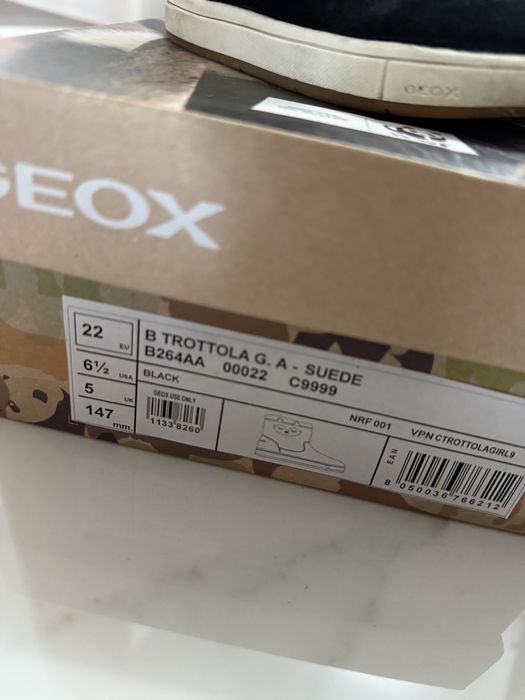 GEOX
GEOX
22 EU
6½ USA
5 UK
147 mm.
B TROTTOLA G. A - SUEDE
B264AA 00022 C9999
BLACK
GEOX USE ONLY
1133 8260
NRF 001 VPN CTROTTOLAGIRL9
EAN
8 050036 766212